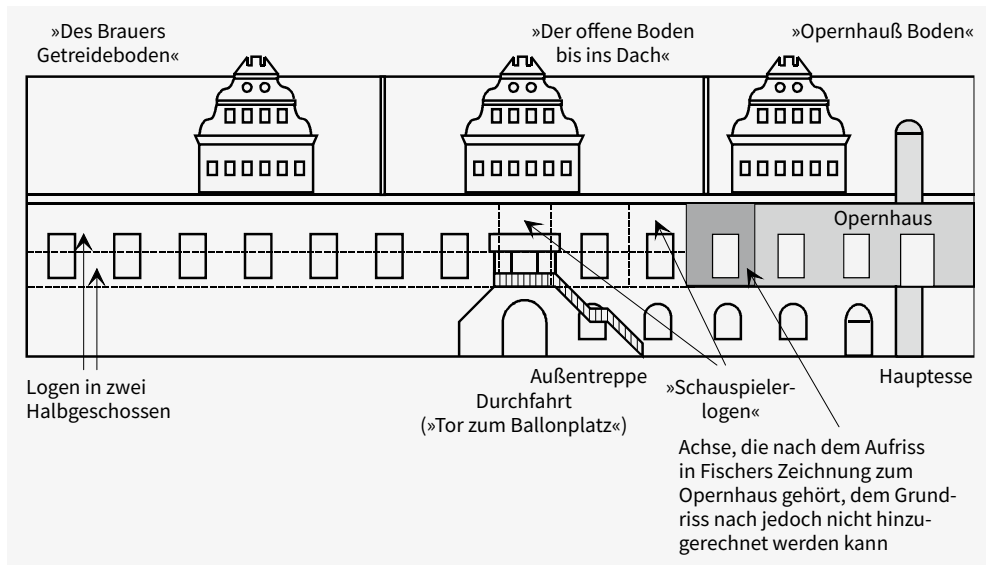 »Des Brauers
Getreideboden«
»Der offene Boden
bis ins Dach«
»Opernhauß Boden«
Opernhaus
Logen in zwei
Halbgeschossen
Außentreppe
Durchfahrt
(»Tor zum Ballonplatz«)
»Schauspieler-
logen«
Hauptesse
Achse, die nach dem Aufriss
in Fischers Zeichnung zum
Opernhaus gehört, dem Grund-
riss nach jedoch nicht hinzu-
gerechnet werden kann